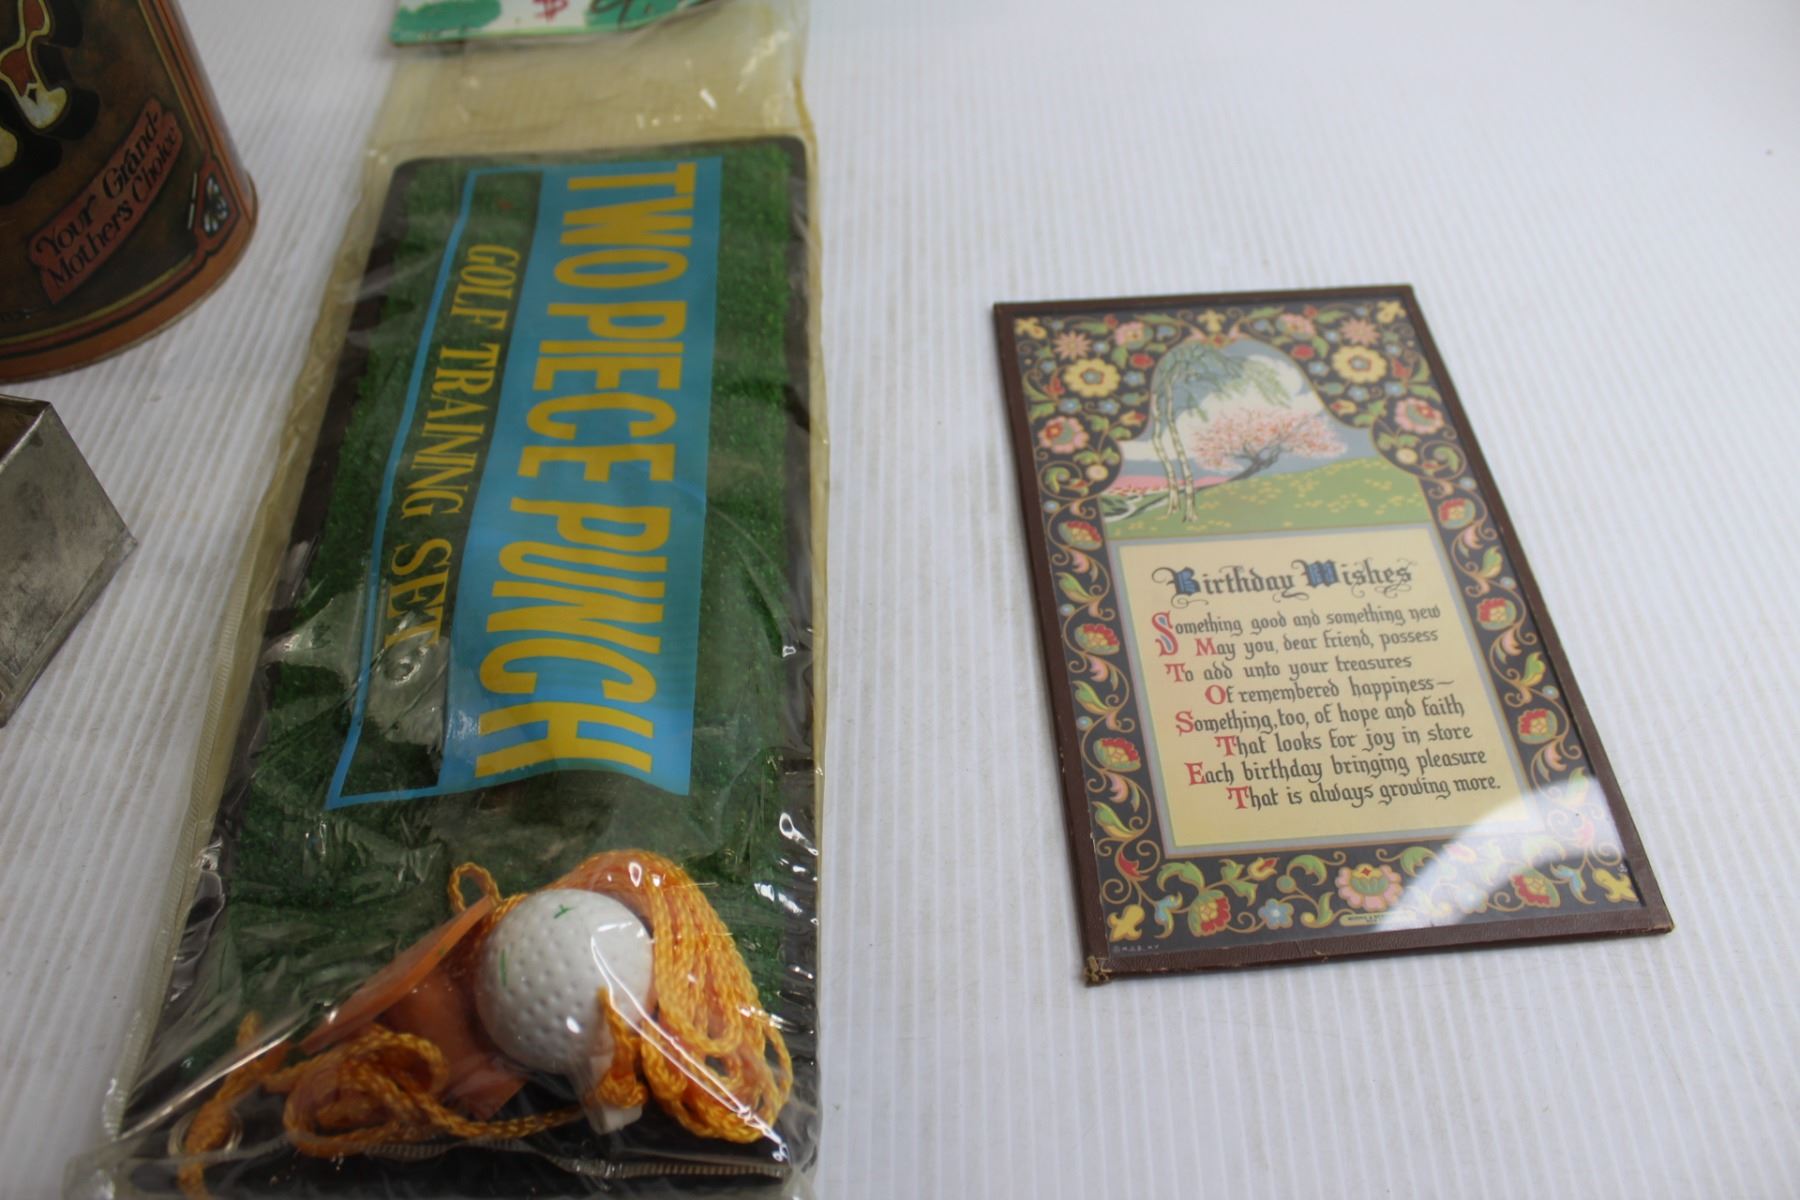 Your Grand-
Mother's Choice
TWO PIECE PUNCH
GOLF TRAINING SET
Birthday Wishes
Something good and something new
May you, dear friend, possess
To add unto your treasures
Of remembered happiness—
Something, too, of hope and faith
That looks for joy in store
Each birthday bringing pleasure
That is always growing more.